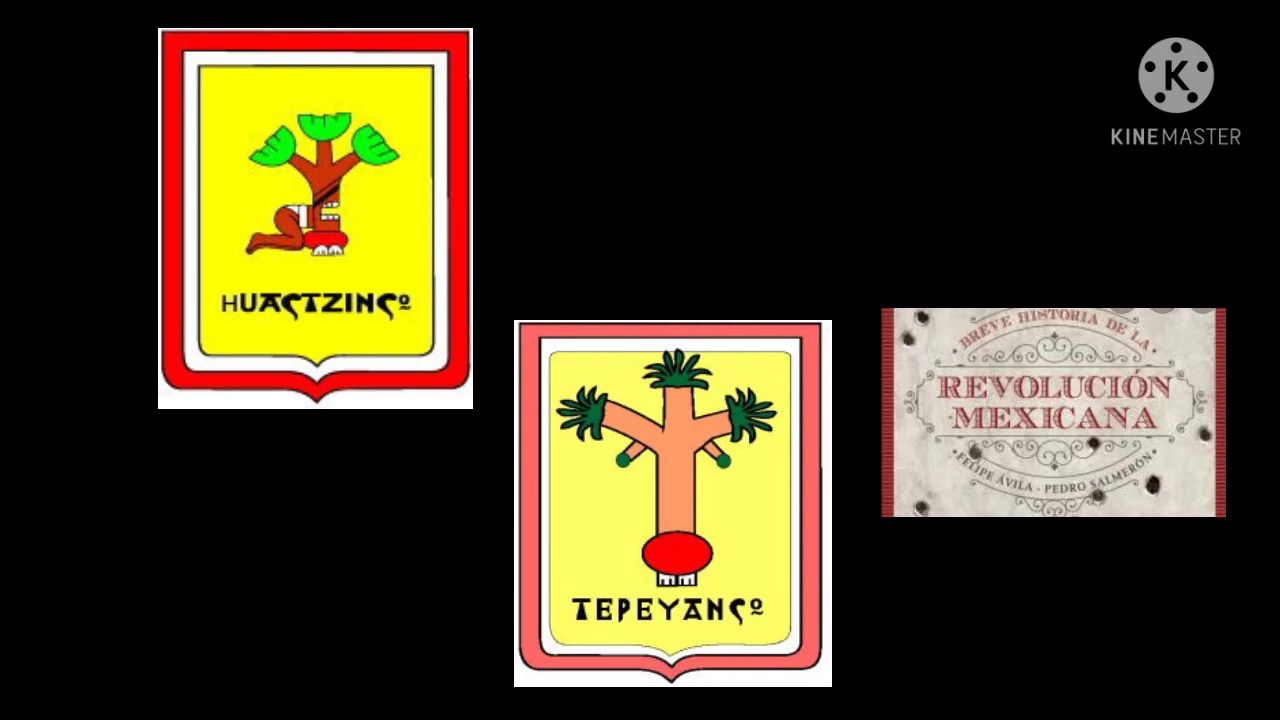 K
KINEMASTER
HUACTZINCº
TEPEYANCº
BREVE HISTORIA DE LA
REVOLUCIÓN
MEXICANA
FELIPE ÁVILA · PEDRO SALMERÓN